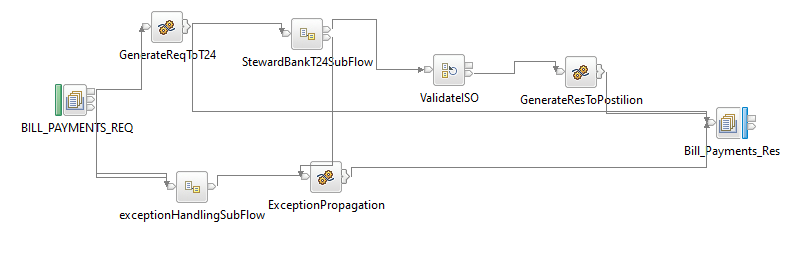 GenerateReqToT24
StewardBankT24SubFlow
BILL_PAYMENTS_REQ
ValidateISO
GenerateResToPostilion
Bill_Payments_Res
exceptionHandlingSubFlow
ExceptionPropagation